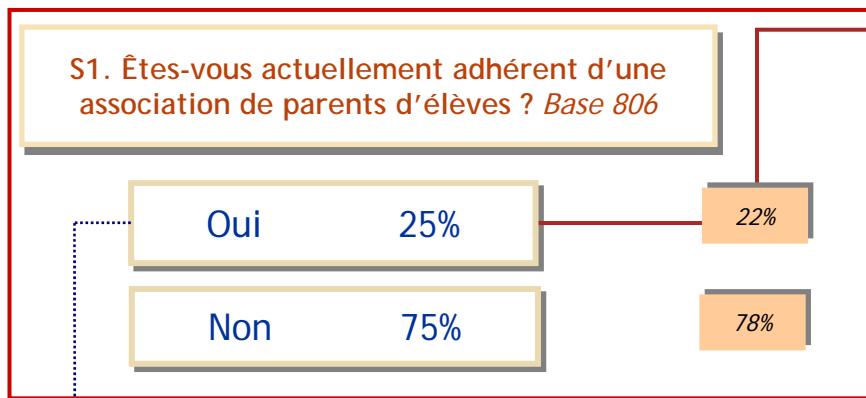 S1. Êtes-vous actuellement adhérent d’une
association de parents d’élèves ? Base 806
Oui 25% 22%
Non 75% 78%